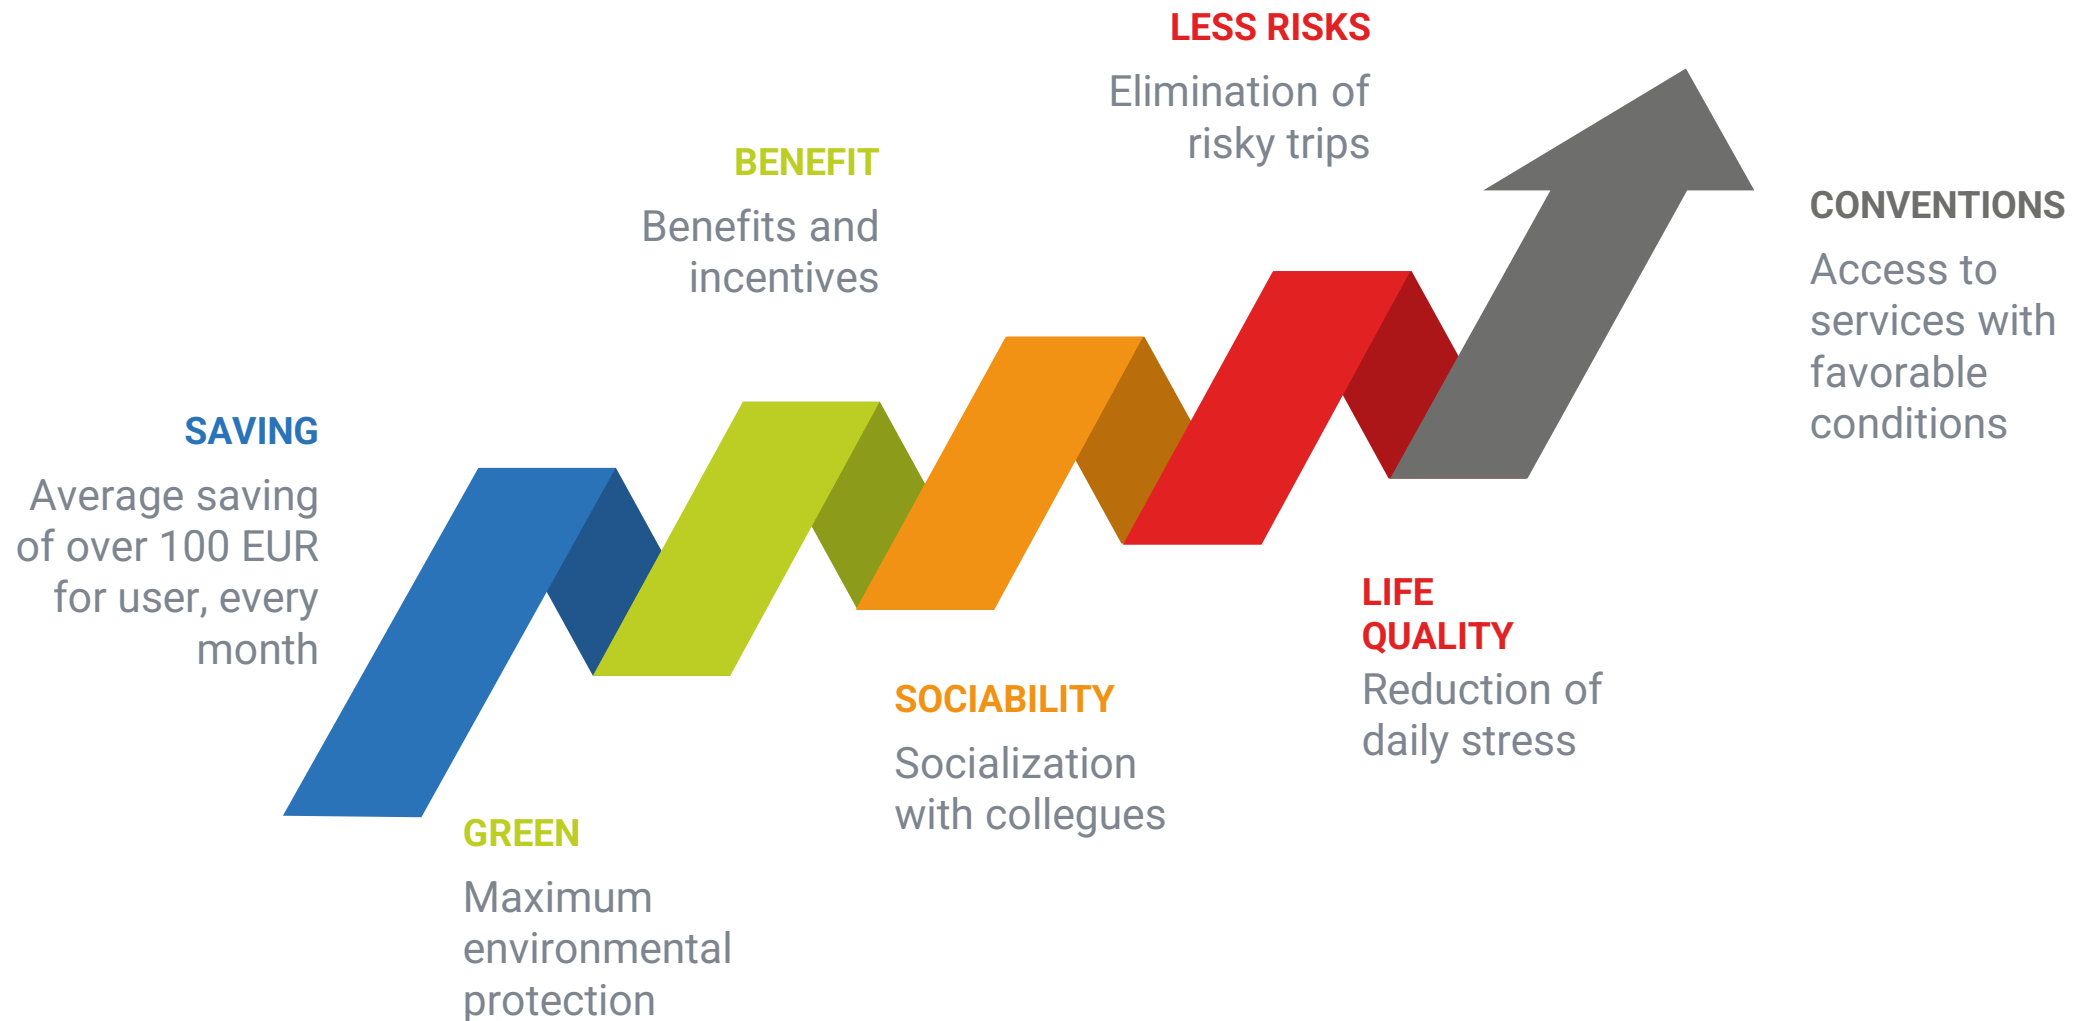 SAVING
Average saving
of over 100 EUR
for user, every
month
GREEN
Maximum
environmental
protection
BENEFIT
Benefits and
incentives
SOCIABILITY
Socialization
with collegues
LESS RISKS
Elimination of
risky trips
LIFE
QUALITY
Reduction of
daily stress
CONVENTIONS
Access to
services with
favorable
conditions